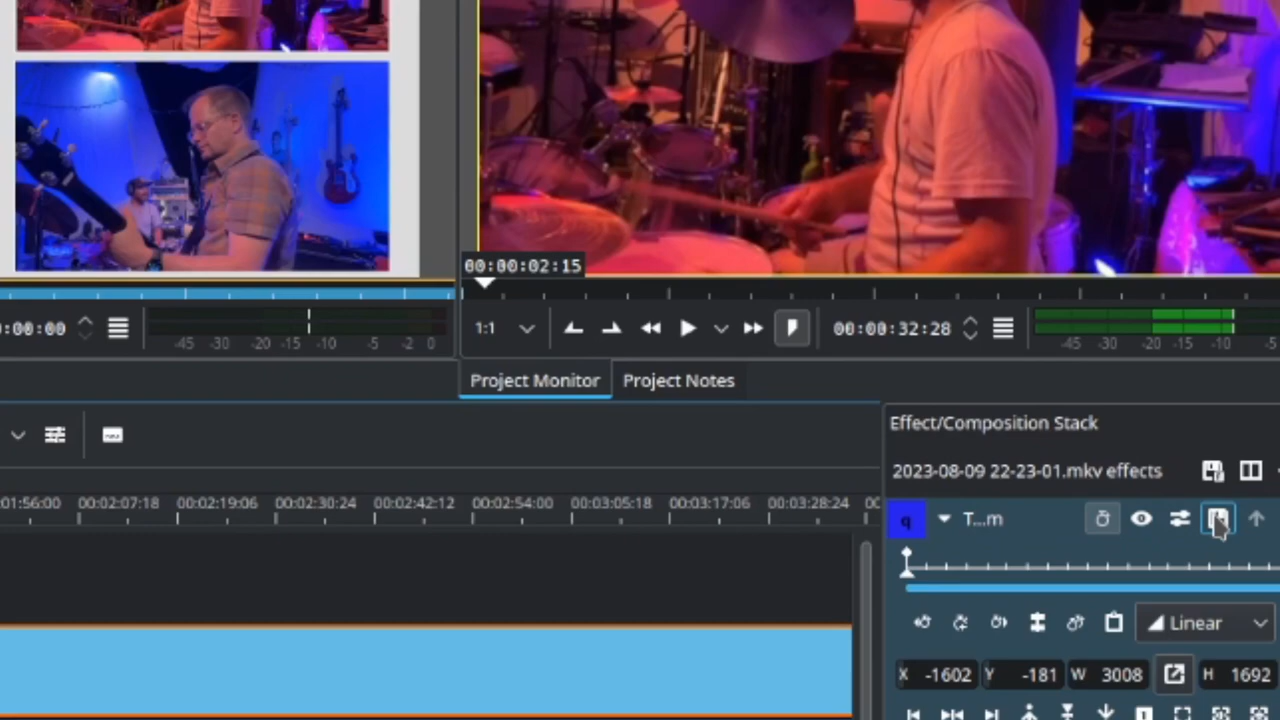 00:00:02:15
:00:00
-45 -30 -20 -15 -10 -5 -2 0
1:1
00:00:32:28
-45 -30 -20 -15 -10 -5
Project Monitor
Project Notes
Effect/Composition Stack
2023-08-09 22-23-01.mkv effects
:01:56:00 00:02:07:18 00:02:19:06 00:02:30:24 00:02:42:12 00:02:54:00 00:03:05:18 00:03:17:06 00:03:28:24 00
q
T...m
Linear
X -1602 Y -181 W 3008 H 1692